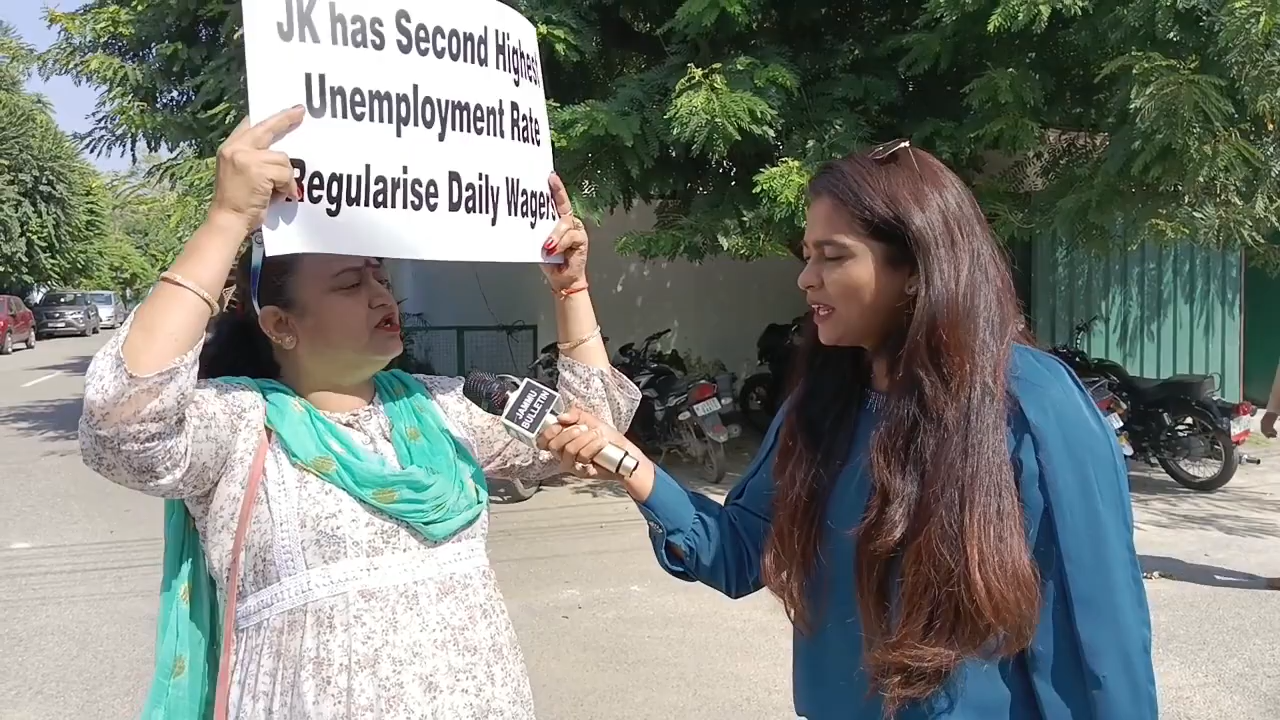 JK has Second Highest
Unemployment Rate
Regularise Daily Wagers
JAMMU
BULLETIN